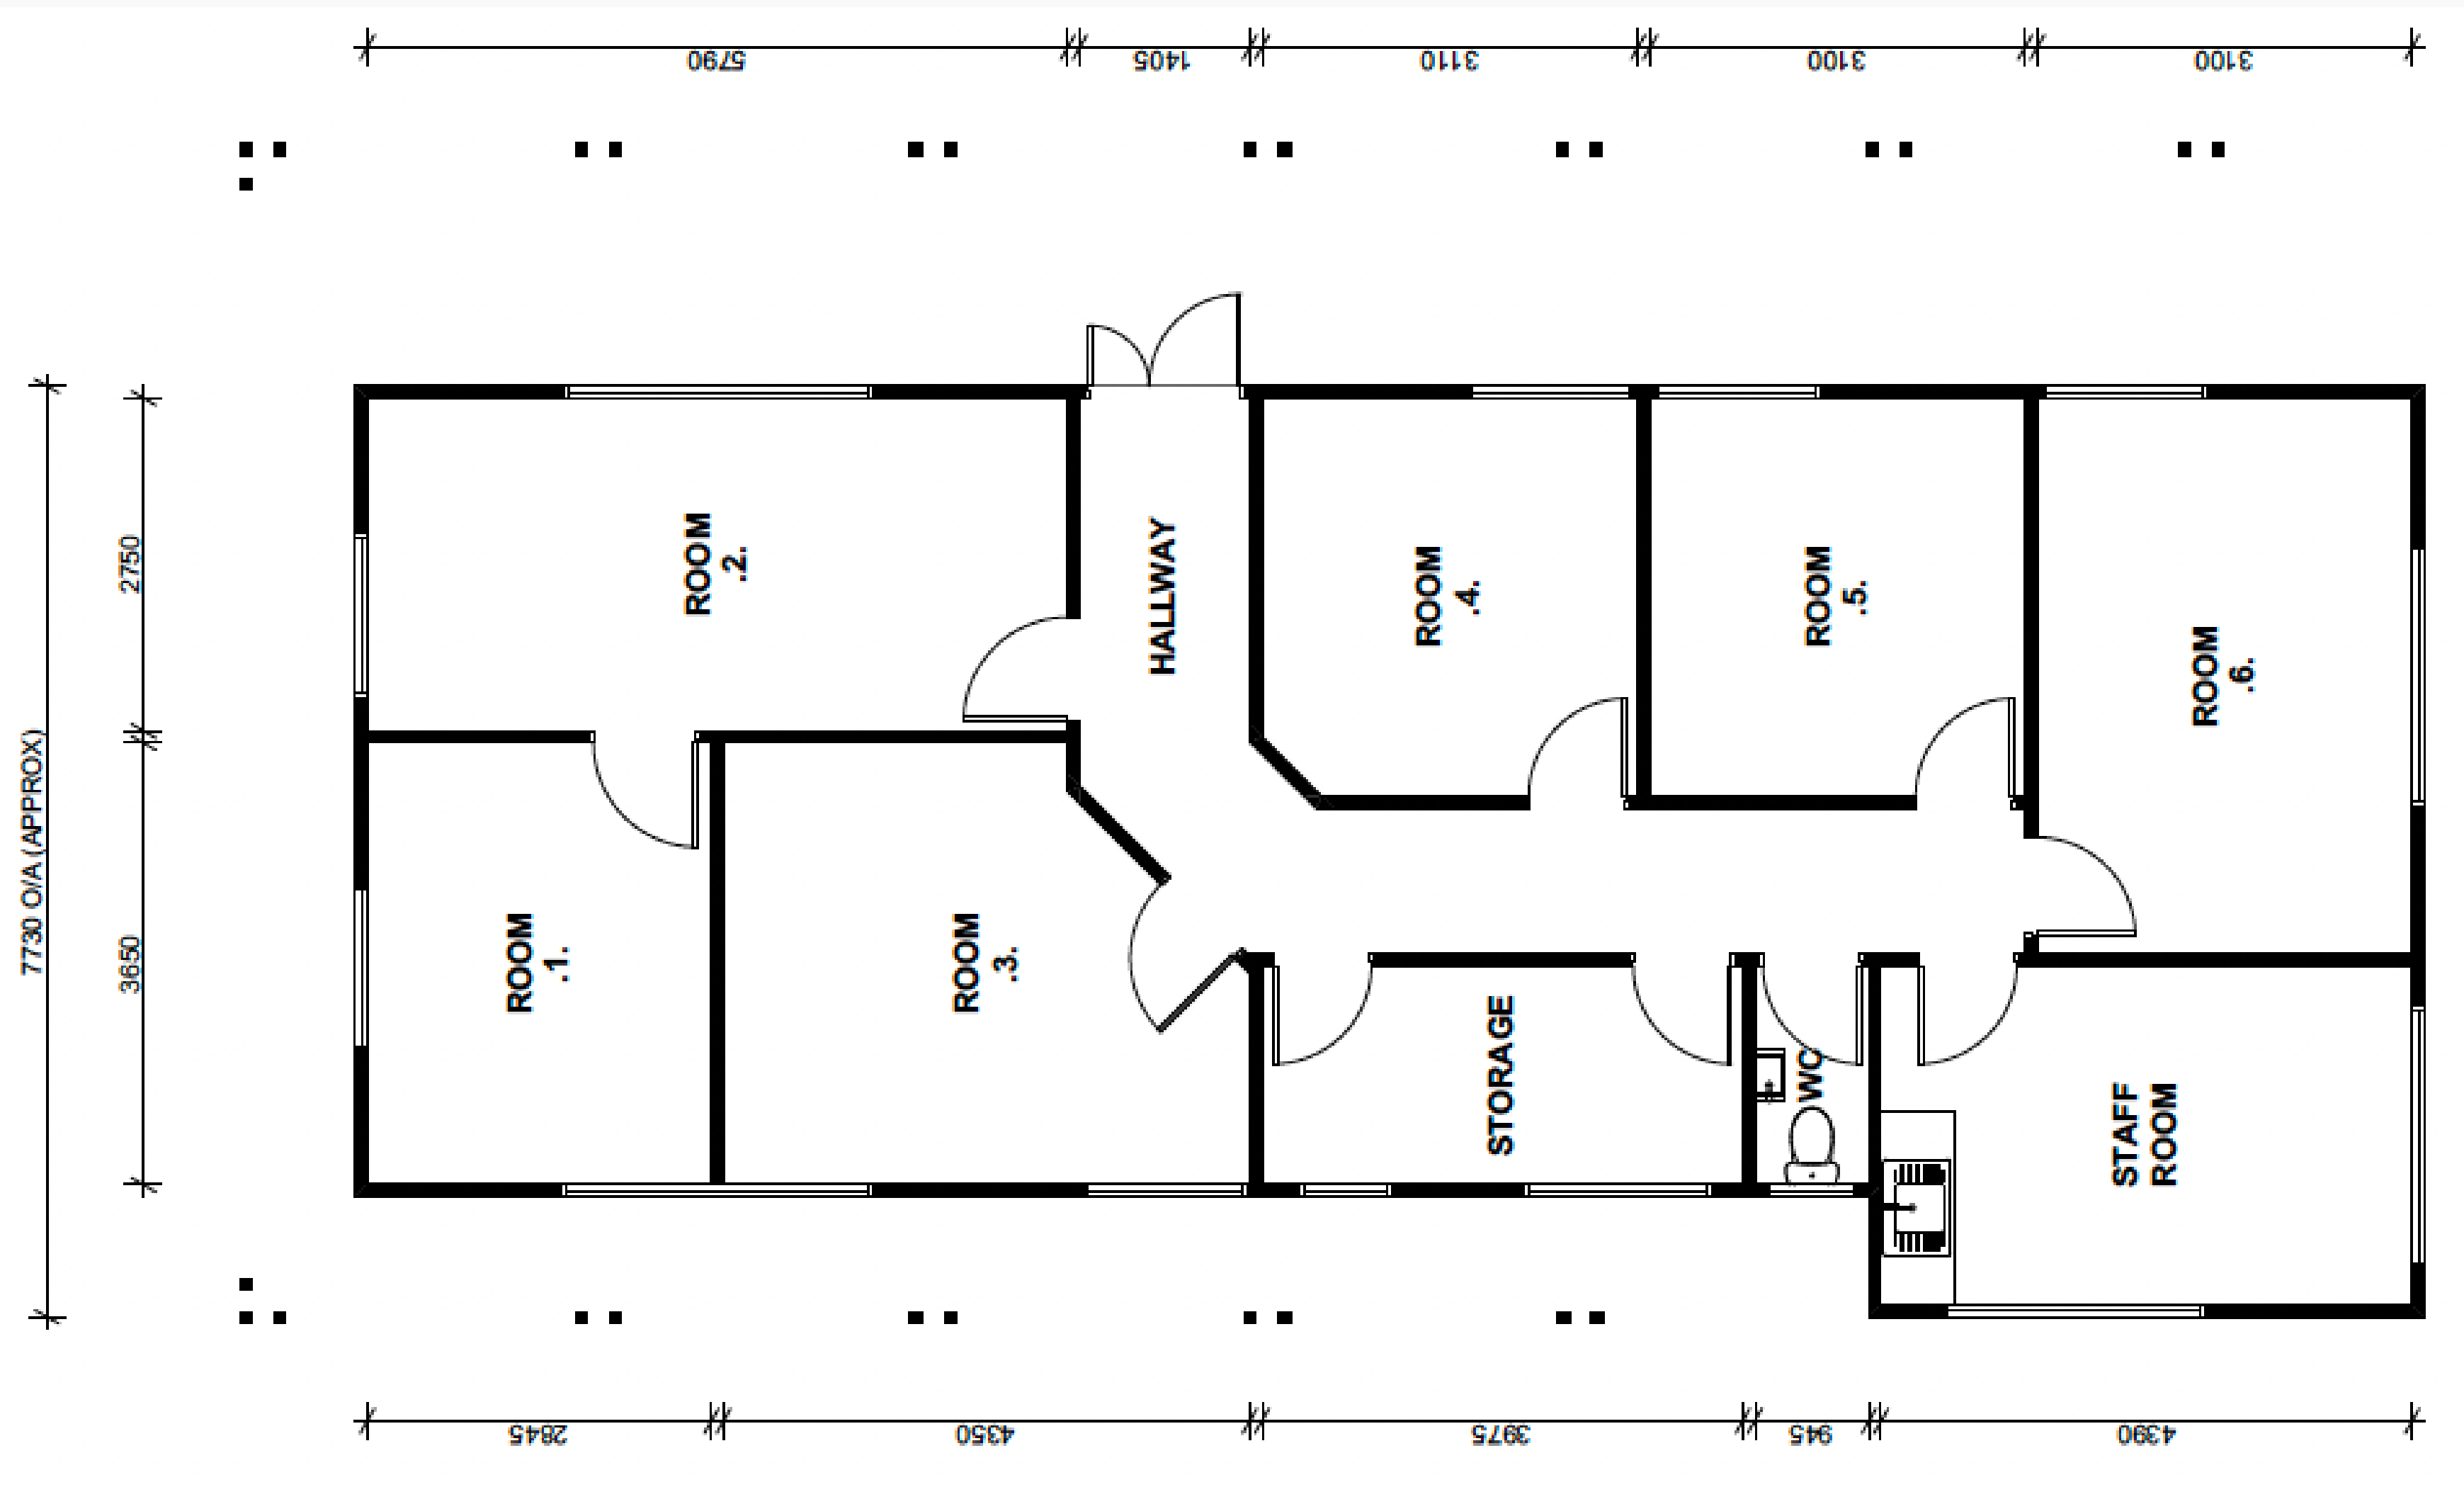 5790
1405
3110
3100
3100
7730 O/A (APPROX)
2750
3650
ROOM
.2.
HALLWAY
ROOM
.4.
ROOM
.5.
ROOM
.6.
ROOM
.1.
ROOM
.3.
STORAGE
WC
STAFF
ROOM
2845
4350
3975
945
4390